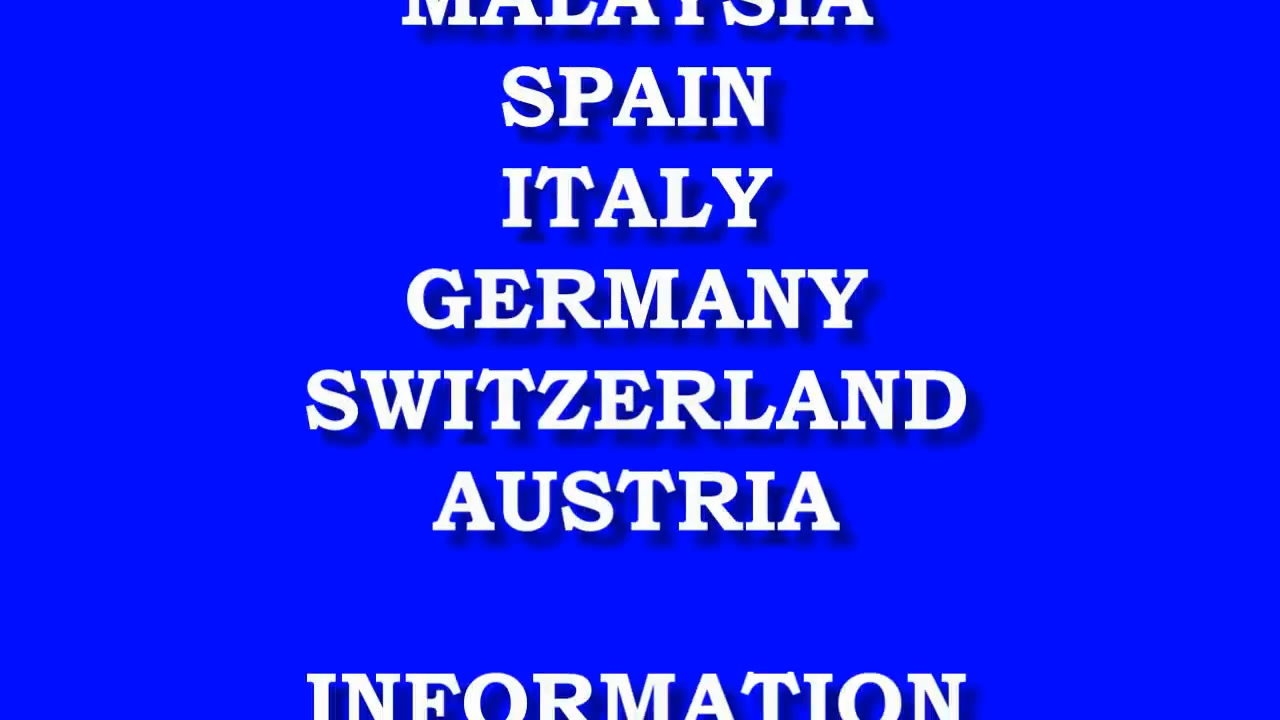 MALAYSIA
SPAIN
ITALY
GERMANY
SWITZERLAND
AUSTRIA
INFORMATION